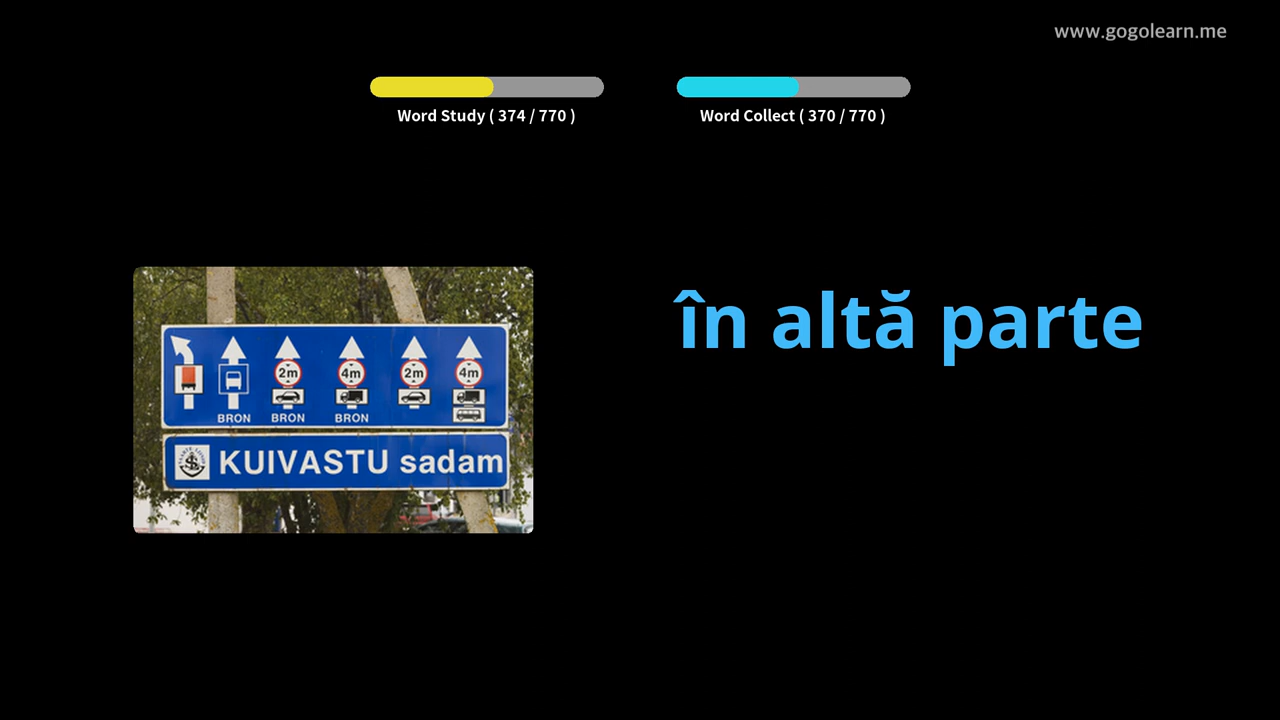 www.gogolearn.me
Word Study ( 374 / 770 )
Word Collect ( 370 / 770 )
în altă parte
2m 4m 2m 4m
BRON BRON BRON
KUIVASTU sadam